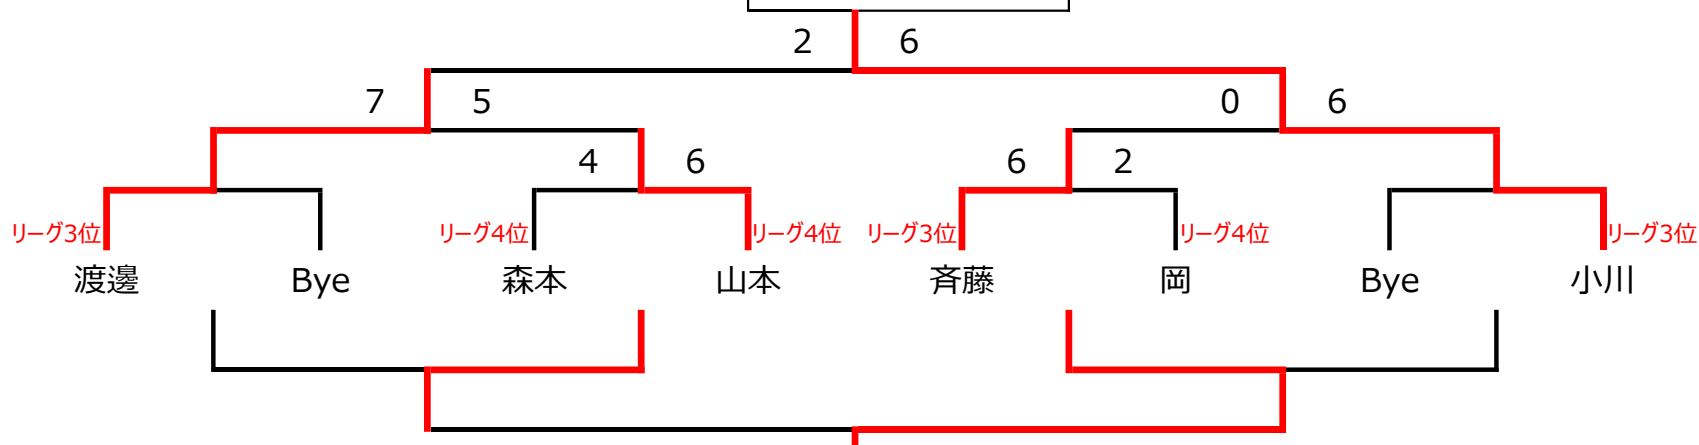 2 6
7 5 0 6
4 6 6 2
リーグ3位 リーグ4位 リーグ4位 リーグ3位 リーグ4位 リーグ3位
渡邊 Bye 森本 山本 斉藤 岡 Bye 小川